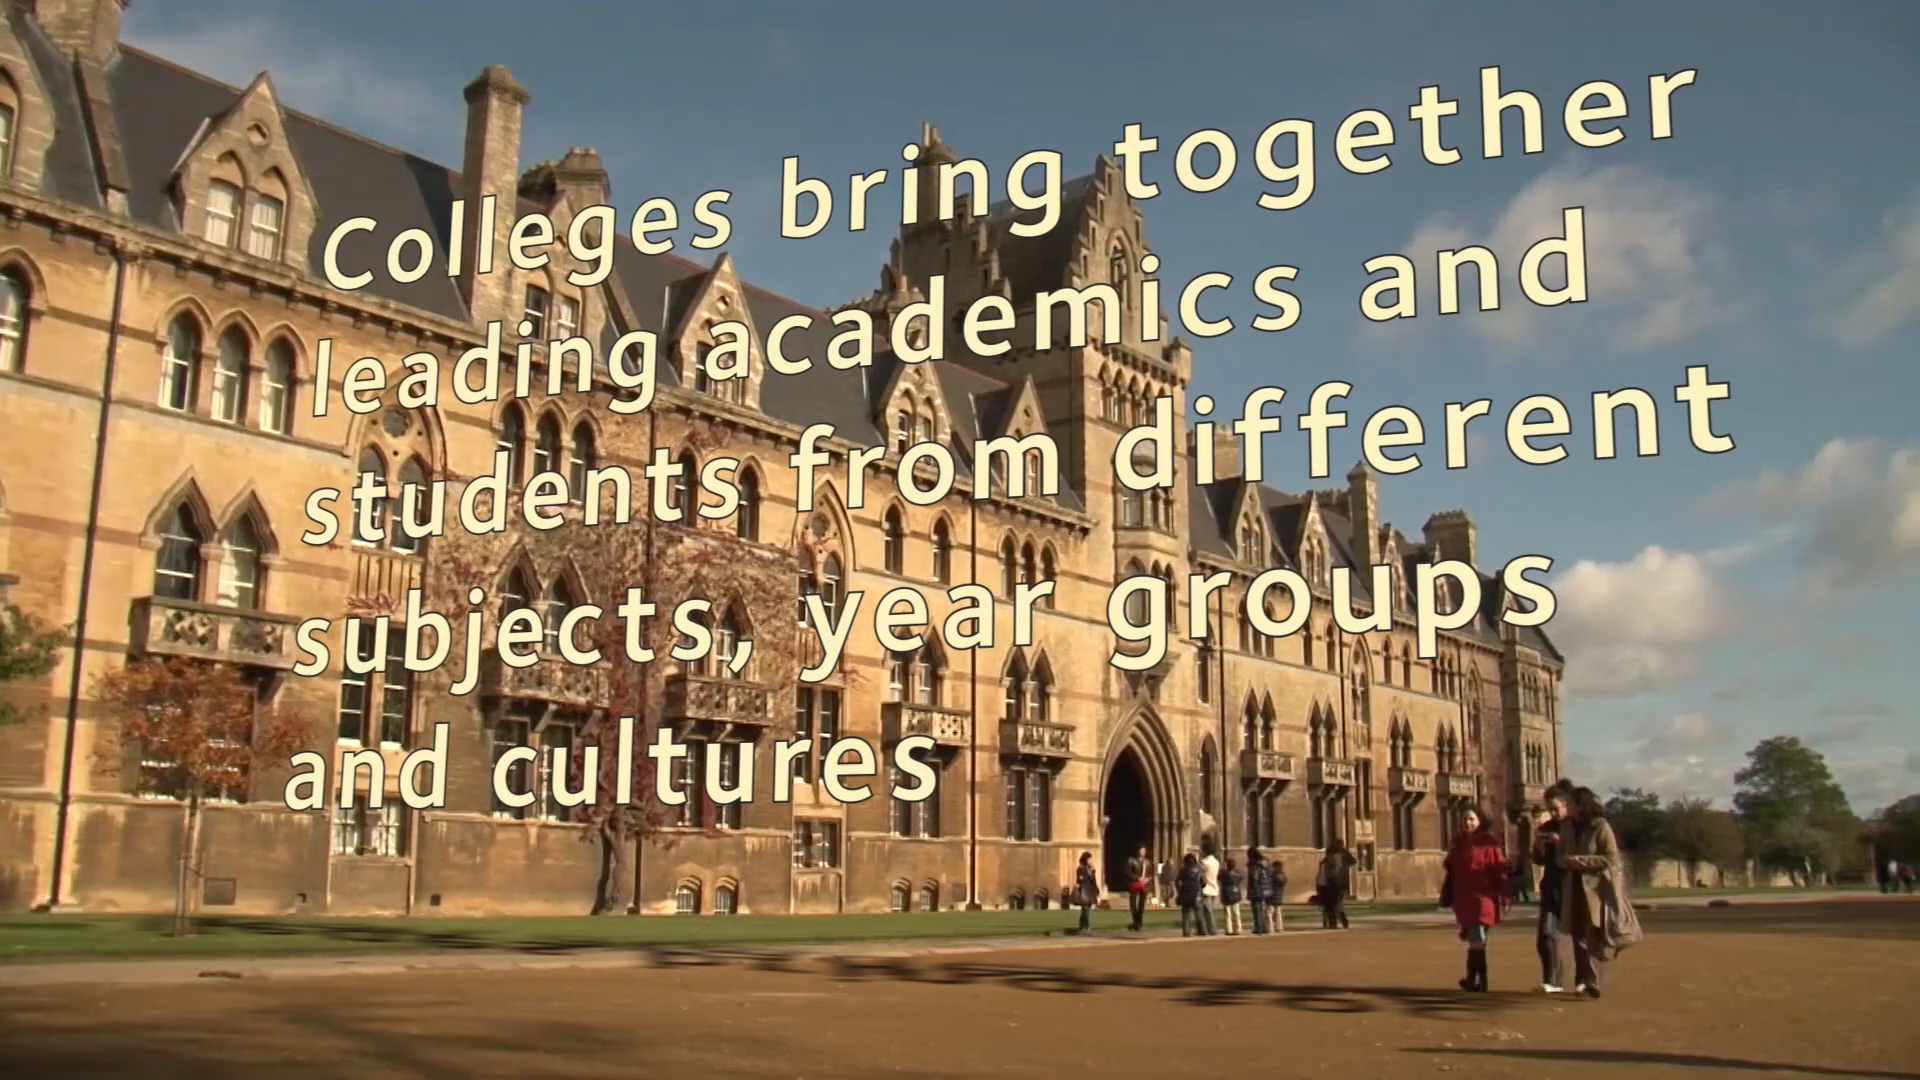 Colleges bring together
leading academics and
students from different
subjects, year groups
and cultures